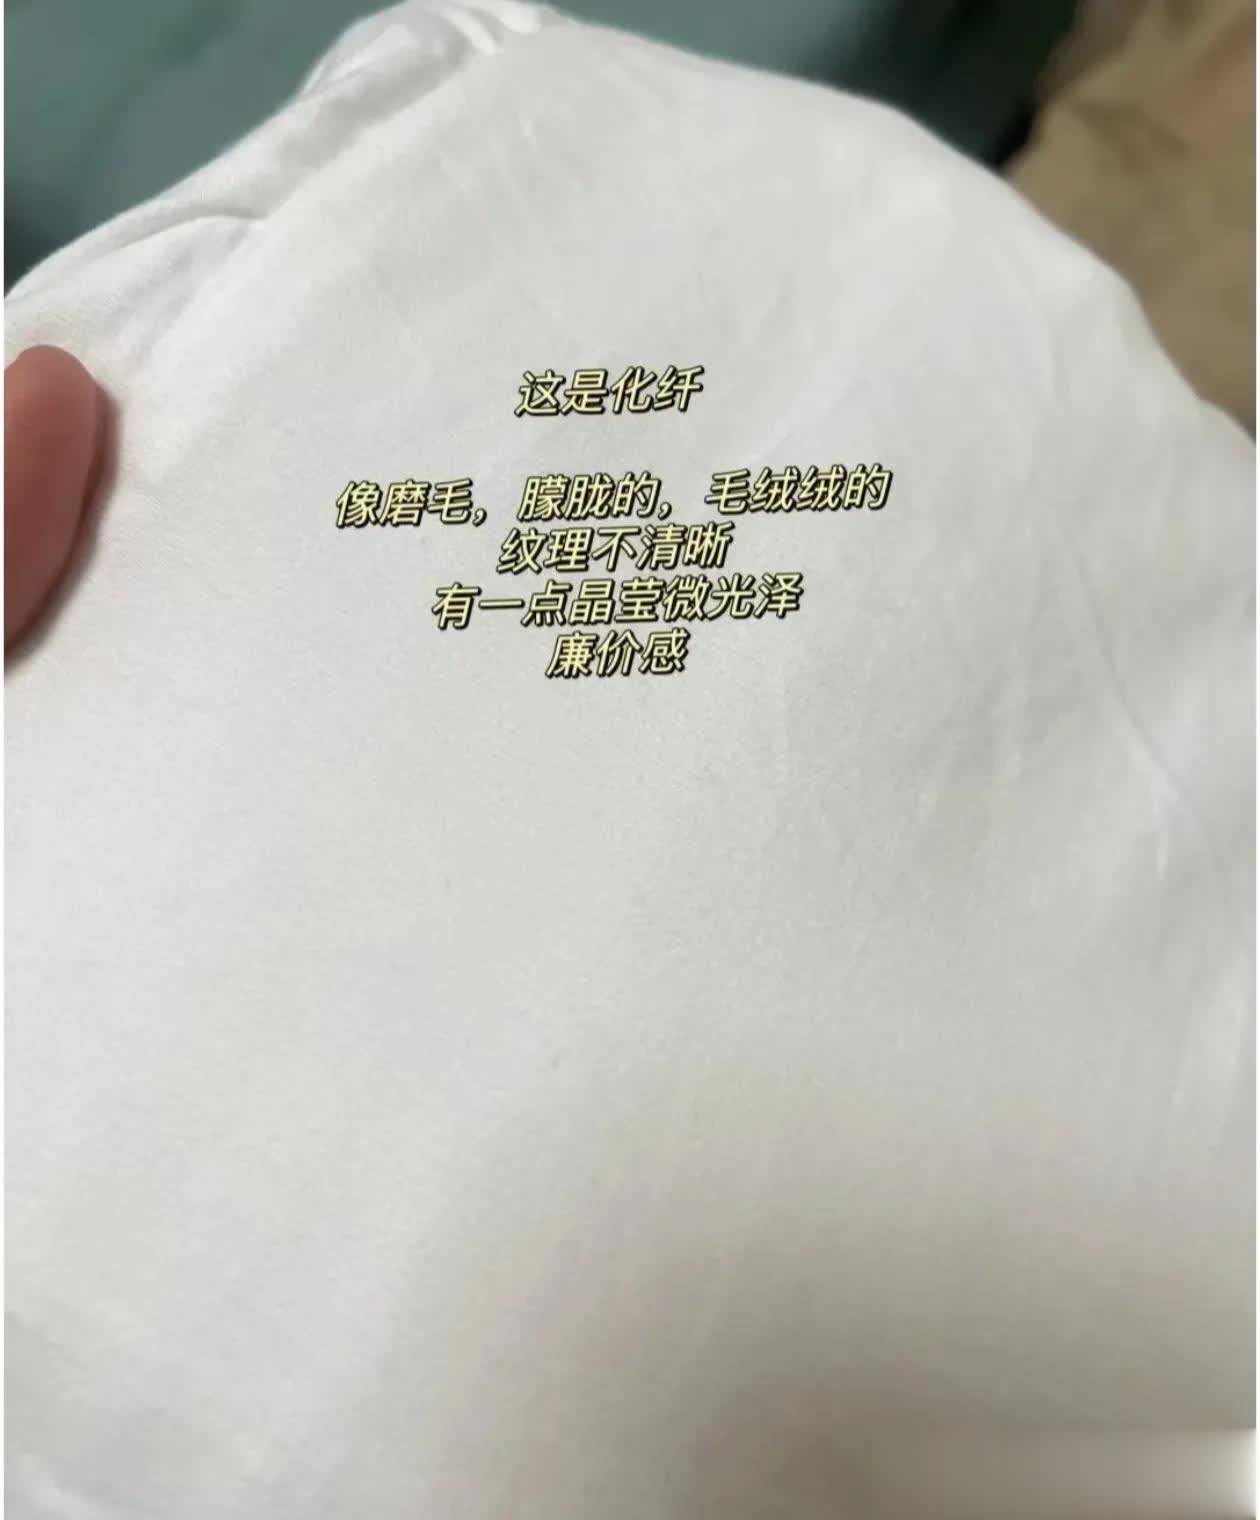 这是化纤
像磨毛，朦胧的，毛绒绒的
纹理不清晰
有一点晶莹微光泽
廉价感